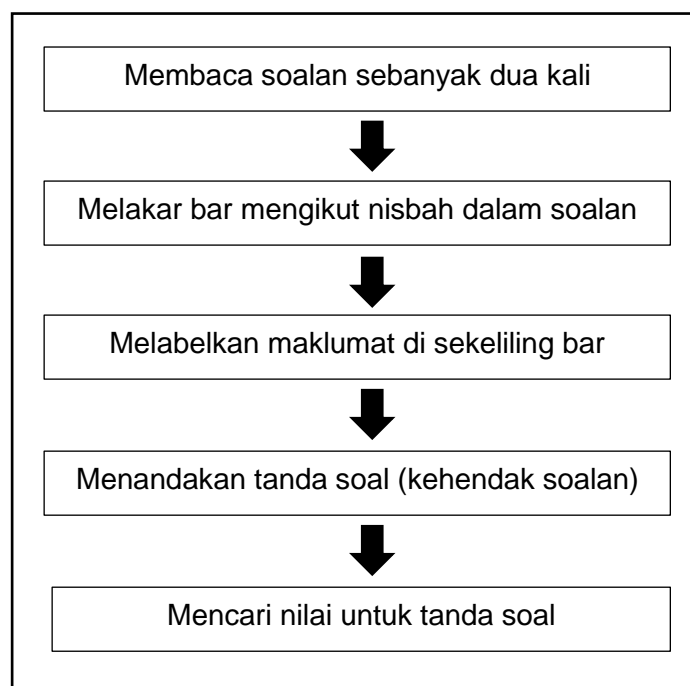 Membaca soalan sebanyak dua kali
Melakar bar mengikut nisbah dalam soalan
Melabelkan maklumat di sekeliling bar
Menandakan tanda soal (kehendak soalan)
Mencari nilai untuk tanda soal